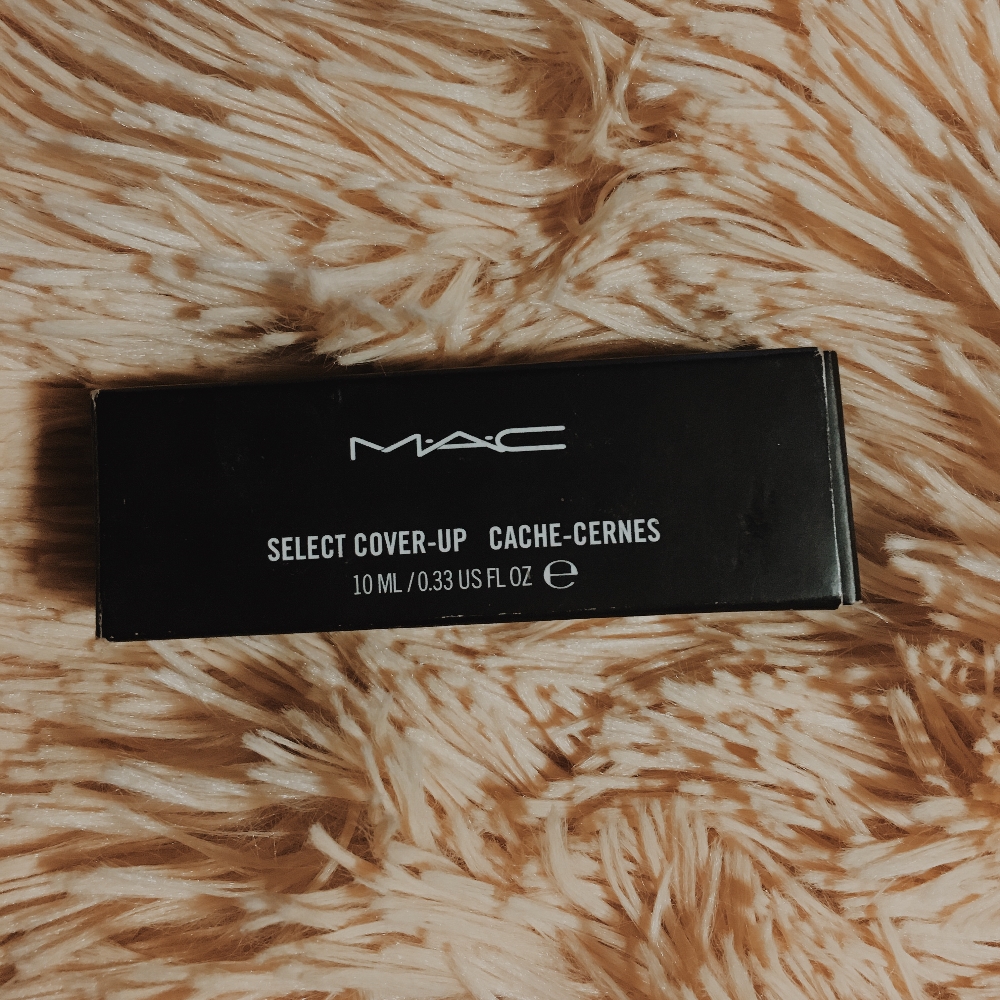 M·A·C
SELECT COVER-UP CACHE-CERNES
10 ML / 0.33 US FL OZ ℮